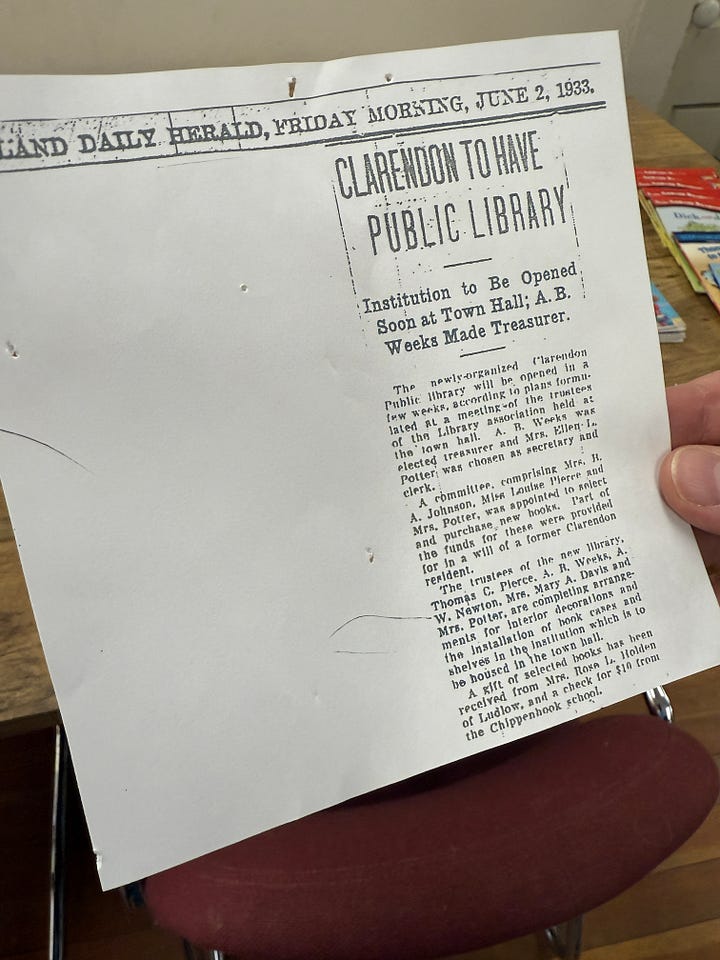 LAND DAILY HERALD, FRIDAY MORNING, JUNE 2, 1933.
CLARENDON TO HAVE
PUBLIC LIBRARY
Institution to Be Opened
Soon at Town Hall; A. B.
Weeks Made Treasurer.
The newly-organized Clarendon
Public library will be opened in a
few weeks, according to plans formu-
lated at a meeting of the trustees
of the Library association held at
the town hall. A. R. Weeks was
elected treasurer and Mrs. Ellen L.
Potter was chosen as secretary and
clerk.
A committee, comprising Mrs. R.
A. Johnson, Miss Louise Pierce and
Mrs. Potter, was appointed to select
and purchase new books. Part of
the funds for these were provided
for in a will of a former Clarendon
resident.
The trustees of the new library,
Thomas C. Pierce, A. R. Weeks, A.
W. Newton, Mrs. Mary A. Davis and
Mrs. Potter, are completing arrange-
ments for interior decorations and
the installation of book cases and
shelves in the institution which is to
be housed in the town hall.
A gift of selected books has been
received from Mrs. Rose L. Holden
of Ludlow, and a check for $10 from
the Chippenhook school.
Dick